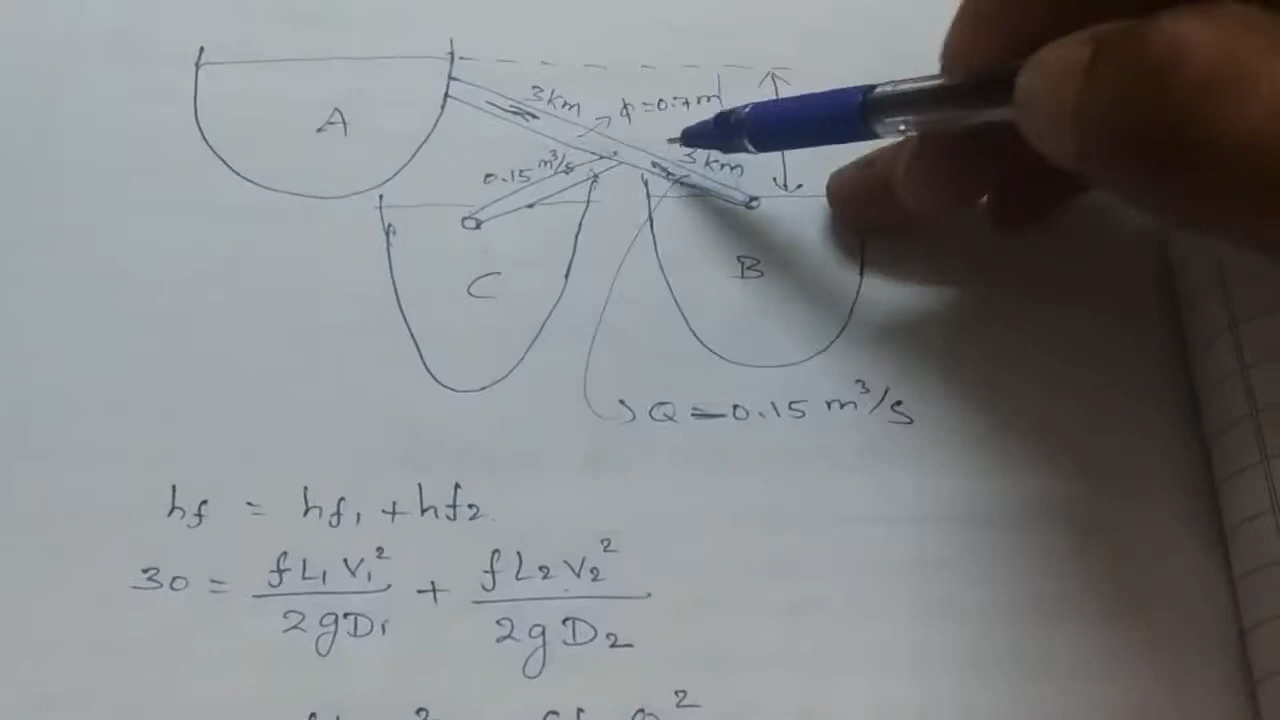 A
3km
ϕ=0.7m
0.15 m³/s
3km
C
B
Q = 0.15 m³/s
hf = hf₁ + hf₂
30 = fL₁V₁²/2gD₁ + fL₂V₂²/2gD₂